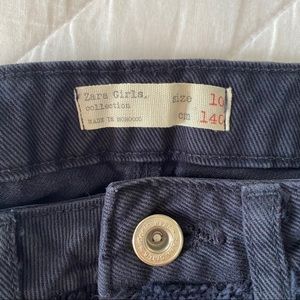 Zara Girls, size 10
collection
MADE IN MOROCCO cm 140